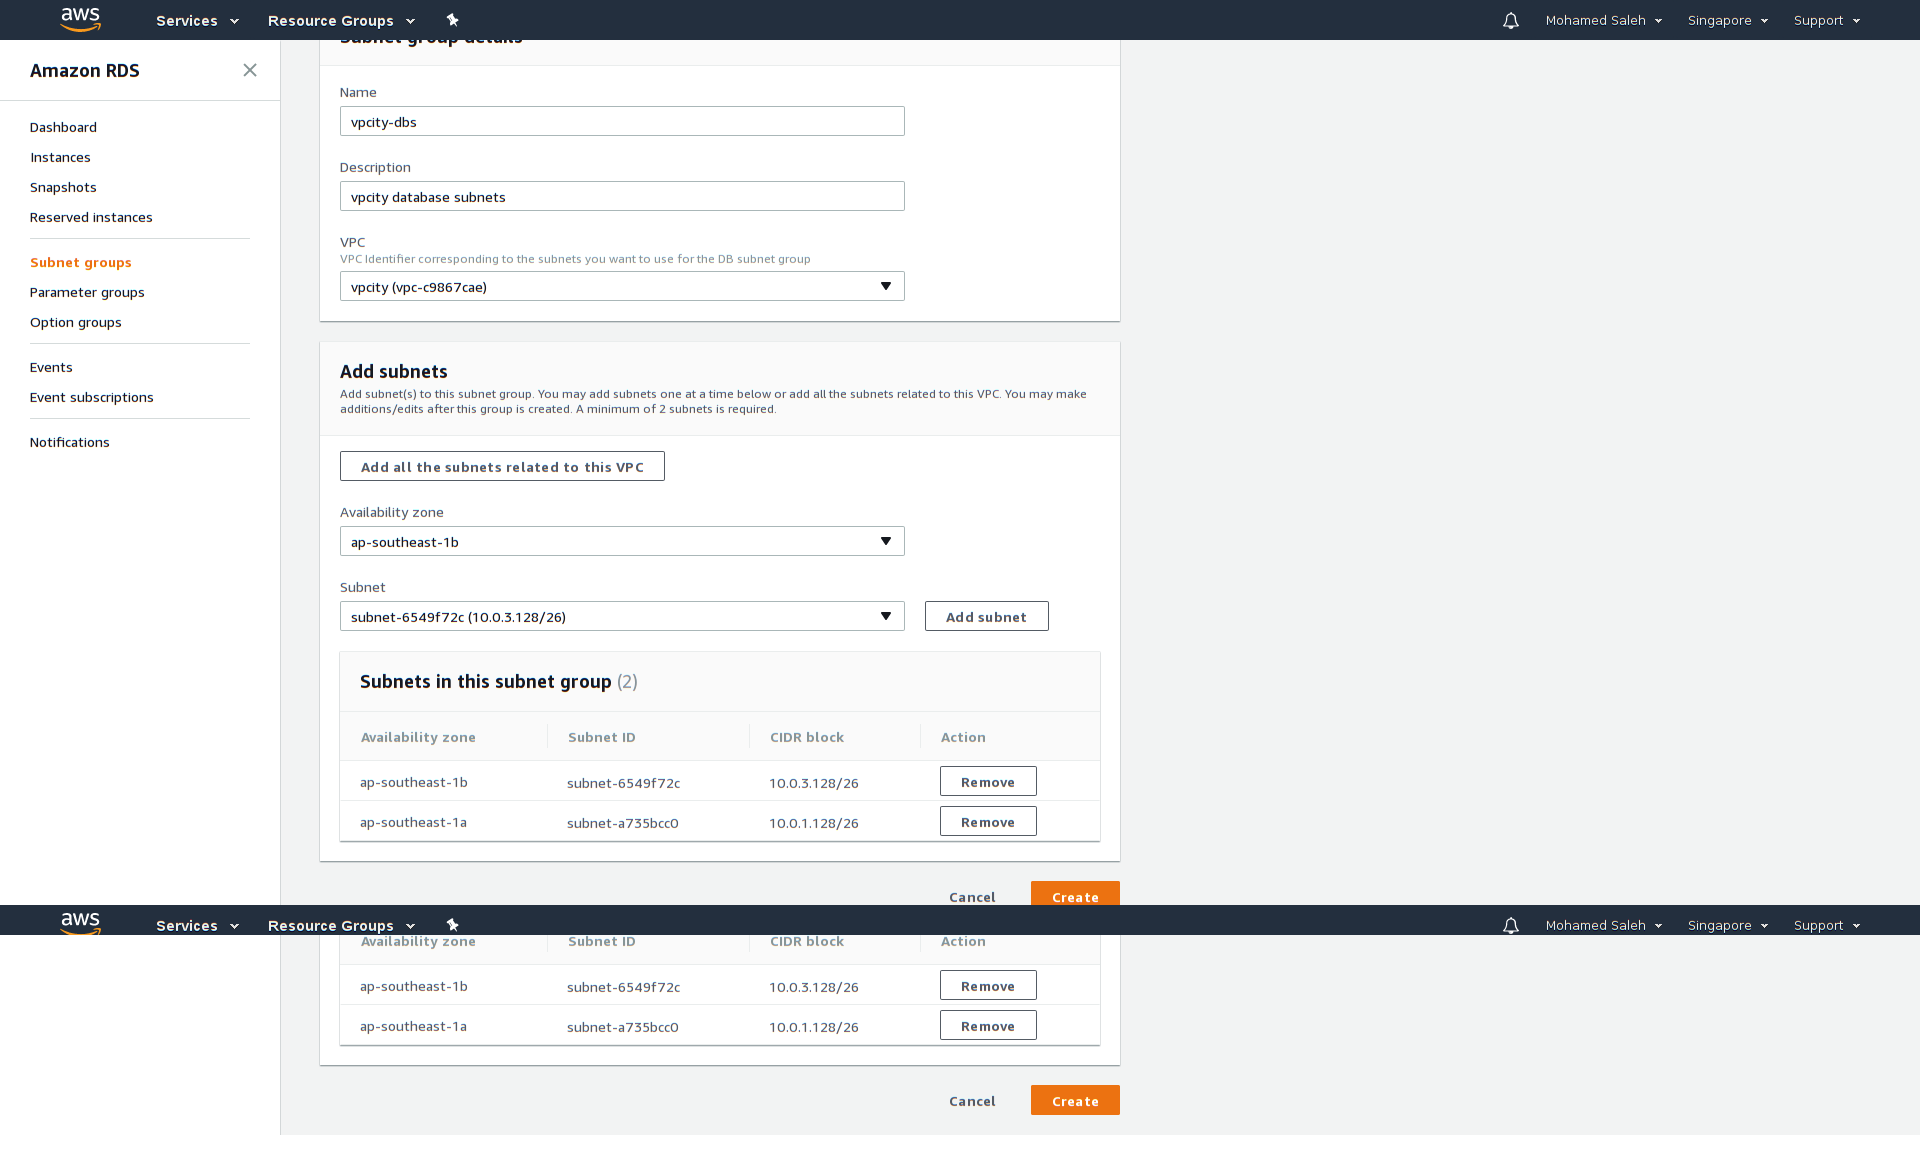 aws Services Resource Groups Mohamed Saleh Singapore Support
Amazon RDS
Dashboard
Instances
Snapshots
Reserved instances
Subnet groups
Parameter groups
Option groups
Events
Event subscriptions
Notifications
Subnet group details
Name
vpcity-dbs
Description
vpcity database subnets
VPC
VPC Identifier corresponding to the subnets you want to use for the DB subnet group
vpcity (vpc-c9867cae)
Add subnets
Add subnet(s) to this subnet group. You may add subnets one at a time below or add all the subnets related to this VPC. You may make
additions/edits after this group is created. A minimum of 2 subnets is required.
Add all the subnets related to this VPC
Availability zone
ap-southeast-1b
Subnet
subnet-6549f72c (10.0.3.128/26) Add subnet
Subnets in this subnet group (2)
Availability zone Subnet ID CIDR block Action
ap-southeast-1b subnet-6549f72c 10.0.3.128/26 Remove
ap-southeast-1a subnet-a735bcc0 10.0.1.128/26 Remove
Cancel Create
aws Services Resource Groups Mohamed Saleh Singapore Support
Availability zone Subnet ID CIDR block Action
ap-southeast-1b subnet-6549f72c 10.0.3.128/26 Remove
ap-southeast-1a subnet-a735bcc0 10.0.1.128/26 Remove
Cancel Create